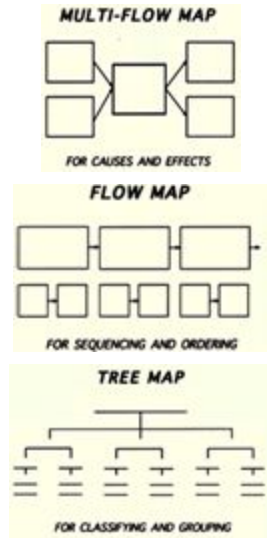 MULTI-FLOW MAP
FOR CAUSES AND EFFECTS
FLOW MAP
FOR SEQUENCING AND ORDERING
TREE MAP
FOR CLASSIFYING AND GROUPING